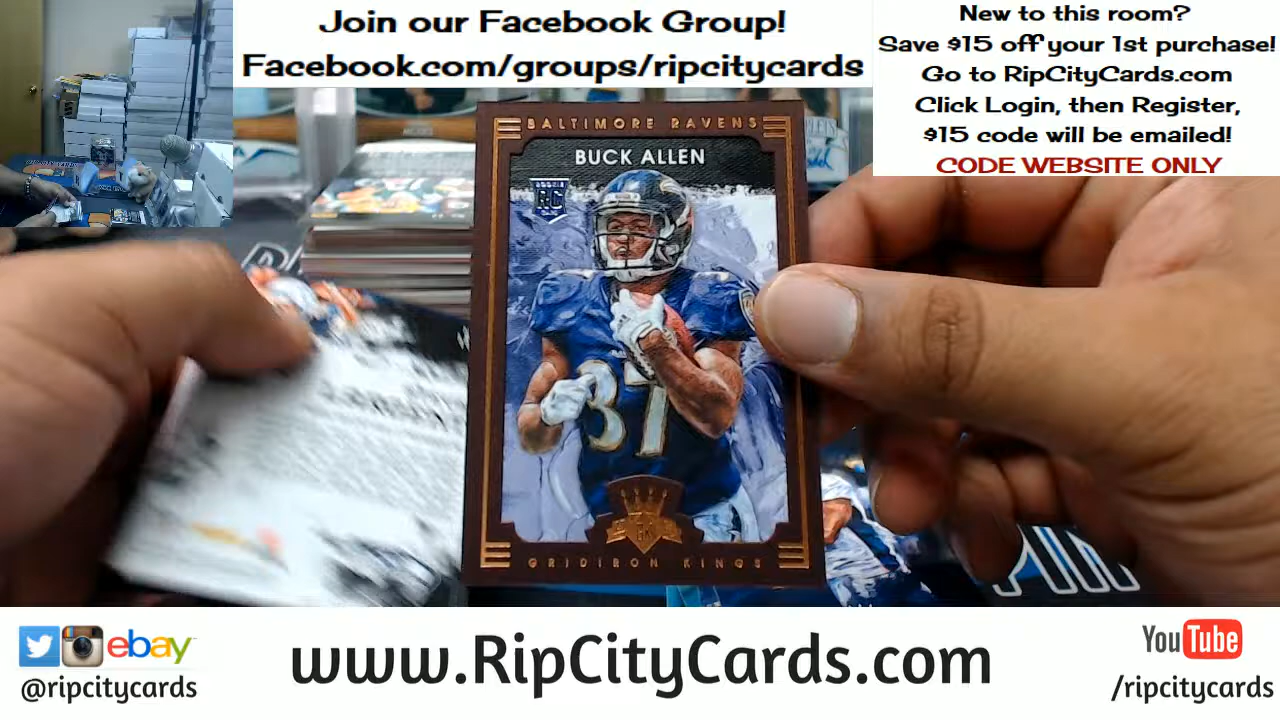 Join our Facebook Group!
Facebook.com/groups/ripcitycards
New to this room?
Save $15 off your 1st purchase!
Go to RipCityCards.com
Click Login, then Register,
$15 code will be emailed!
CODE WEBSITE ONLY
BALTIMORE RAVENS
BUCK ALLEN
RC
37
GK
GRIDIRON KINGS
ebay
@ripcitycards
www.RipCityCards.com
YouTube
/ripcitycards